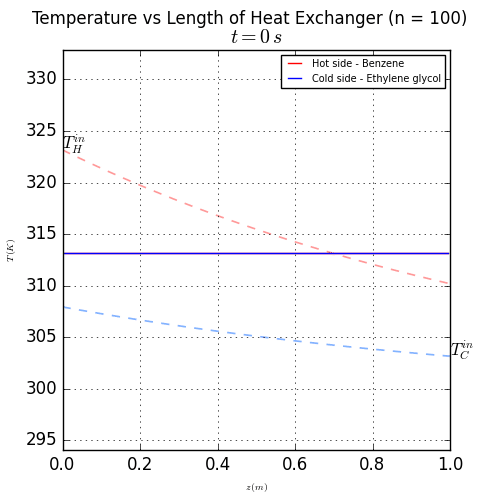 Temperature vs Length of Heat Exchanger (n = 100)
t = 0 s
Hot side - Benzene
Cold side - Ethylene glycol
330
325
320
315
310
305
300
295
T_H^{in}
T_C^{in}
T(K)
0.0 0.2 0.4 0.6 0.8 1.0
z(m)